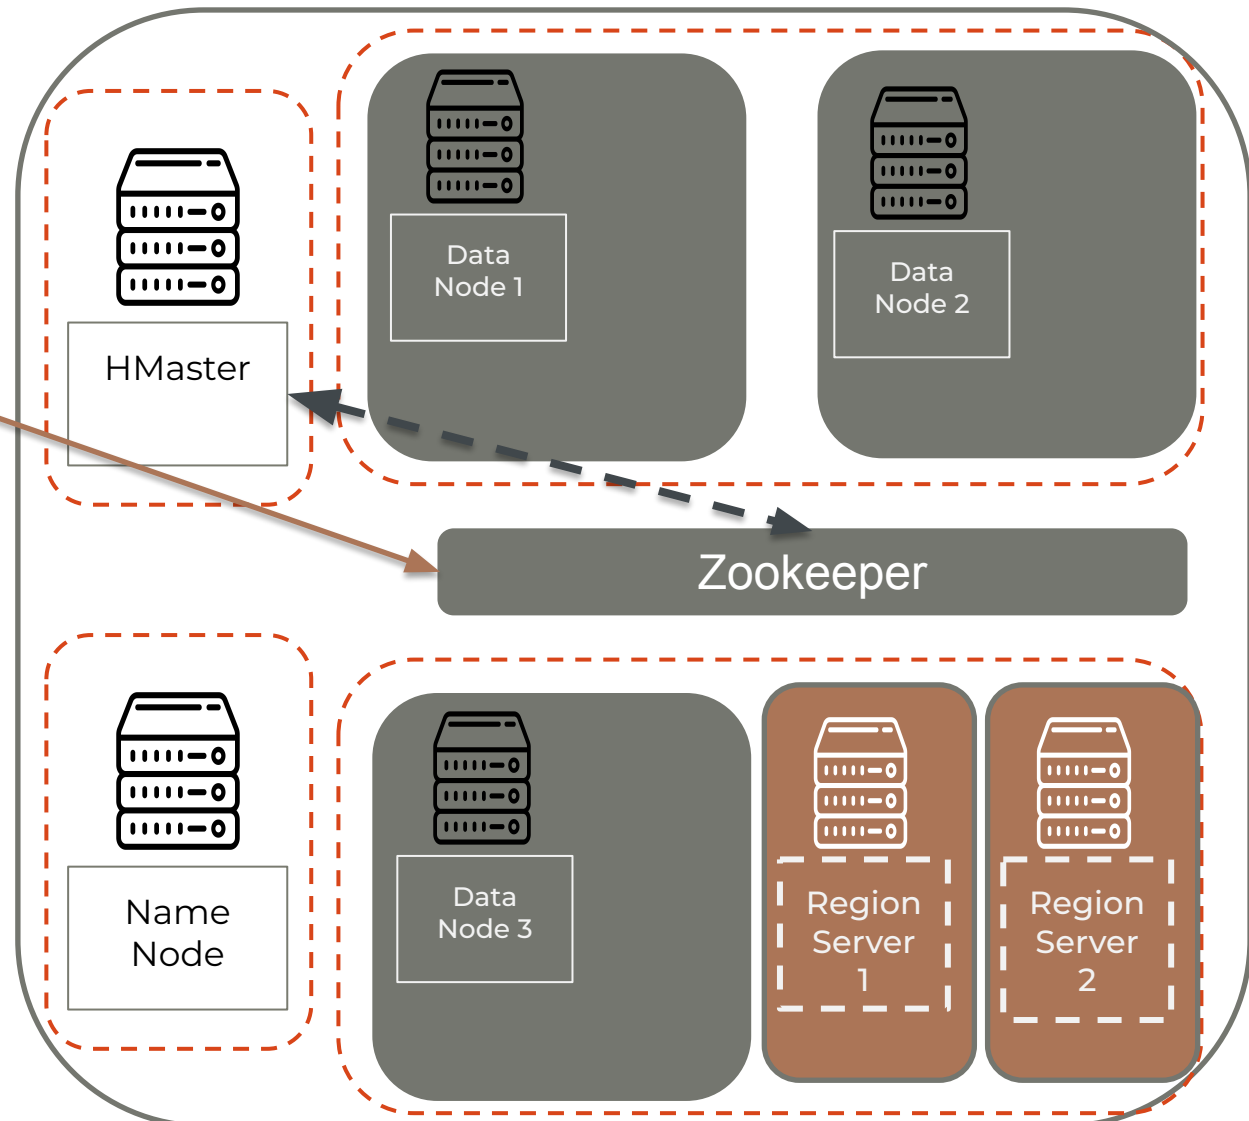 Data
Node 1
Data
Node 2
HMaster
Zookeeper
Name
Node
Data
Node 3
Region
Server
1
Region
Server
2